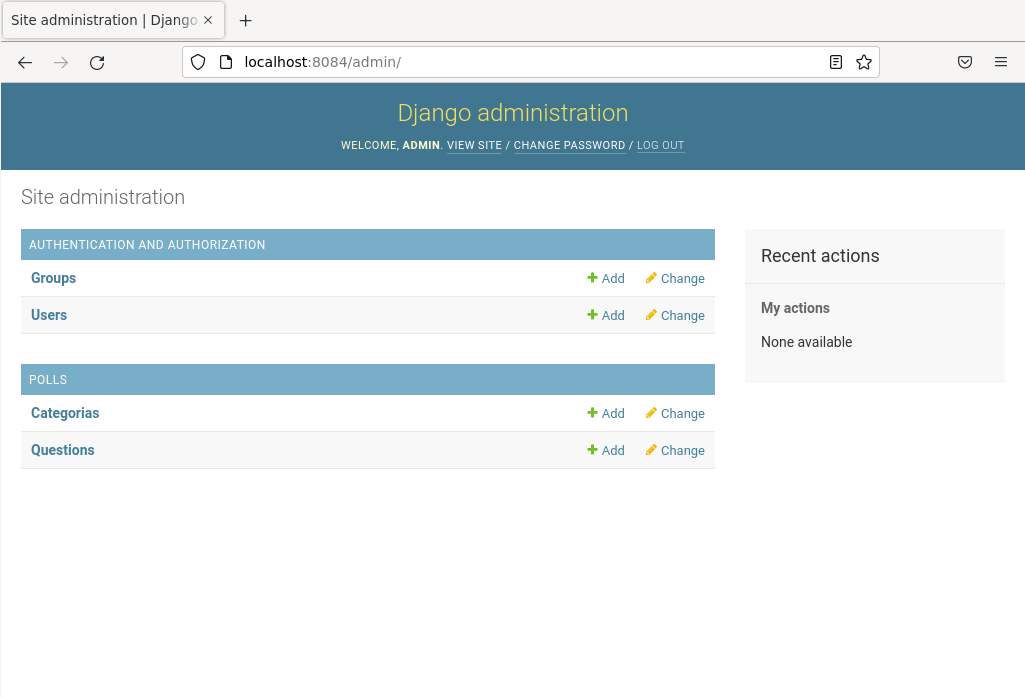 Site administration | Django
localhost:8084/admin/
Django administration
WELCOME, ADMIN. VIEW SITE / CHANGE PASSWORD / LOG OUT
Site administration
AUTHENTICATION AND AUTHORIZATION
Groups Add Change
Users Add Change
POLLS
Categorias Add Change
Questions Add Change
Recent actions
My actions
None available